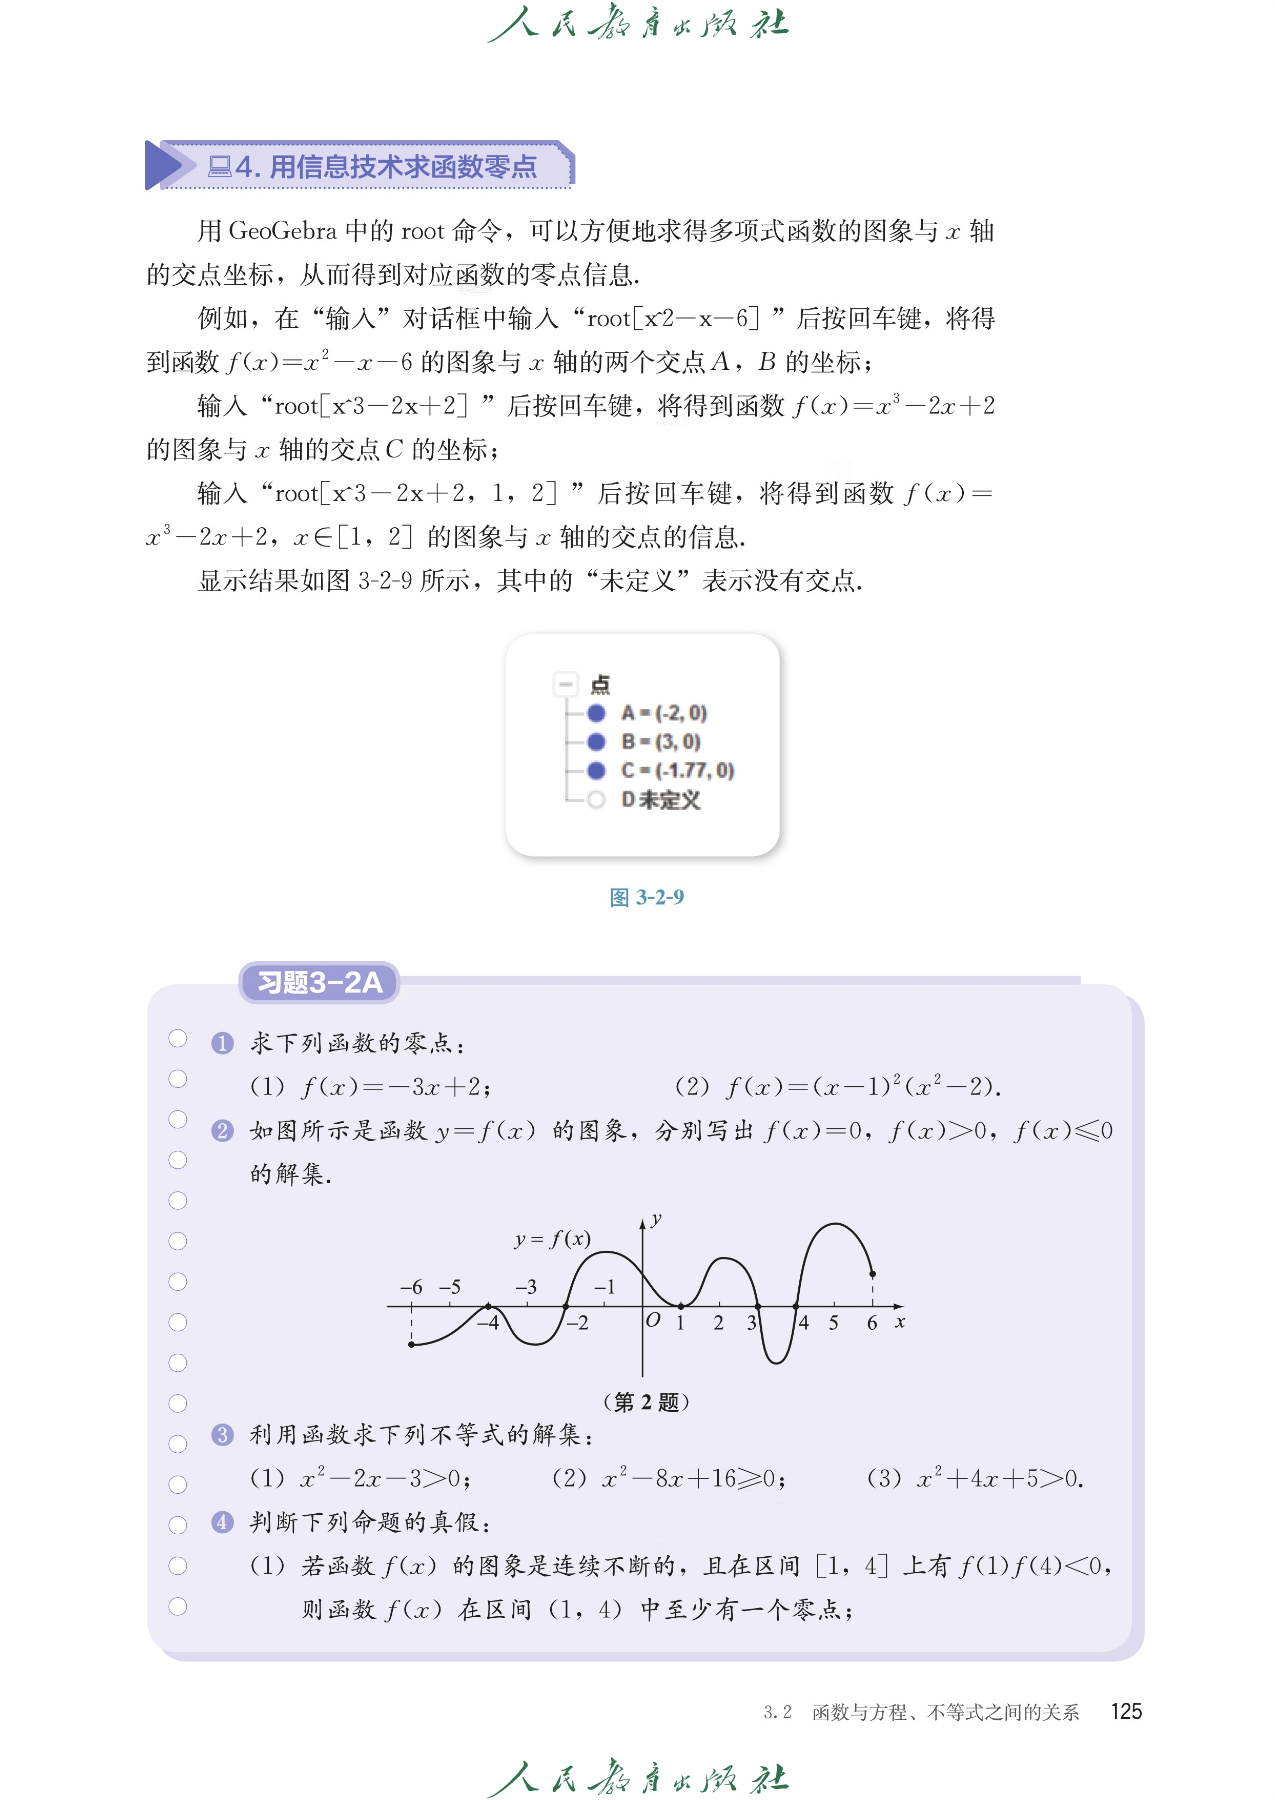 人民教育出版社
4. 用信息技术求函数零点
用 GeoGebra 中的 root 命令，可以方便地求得多项式函数的图象与 x 轴
的交点坐标，从而得到对应函数的零点信息.
例如，在“输入”对话框中输入“root[x^2－x－6]”后按回车键，将得
到函数 f(x)=x²－x－6 的图象与 x 轴的两个交点 A，B 的坐标；
输入“root[x^3－2x＋2]”后按回车键，将得到函数 f(x)=x³－2x＋2
的图象与 x 轴的交点 C 的坐标；
输入“root[x^3－2x＋2，1，2]”后按回车键，将得到函数 f(x)=
x³－2x＋2，x∈[1，2] 的图象与 x 轴的交点的信息.
显示结果如图 3-2-9 所示，其中的“未定义”表示没有交点.
点
A = (-2, 0)
B = (3, 0)
C = (-1.77, 0)
D 未定义
图 3-2-9
习题3-2A
1 求下列函数的零点：
(1) f(x)=－3x＋2； (2) f(x)=(x－1)²(x²－2).
2 如图所示是函数 y=f(x) 的图象，分别写出 f(x)=0，f(x)>0，f(x)≤0
的解集.
y
y = f(x)
−6 −5 −3 −1
−4 −2 O 1 2 3 4 5 6 x
（第 2 题）
3 利用函数求下列不等式的解集：
(1) x²－2x－3>0； (2) x²－8x＋16≥0； (3) x²＋4x＋5>0.
4 判断下列命题的真假：
(1) 若函数 f(x) 的图象是连续不断的，且在区间 [1，4] 上有 f(1)f(4)<0，
则函数 f(x) 在区间 (1，4) 中至少有一个零点；
3.2 函数与方程、不等式之间的关系 125
人民教育出版社